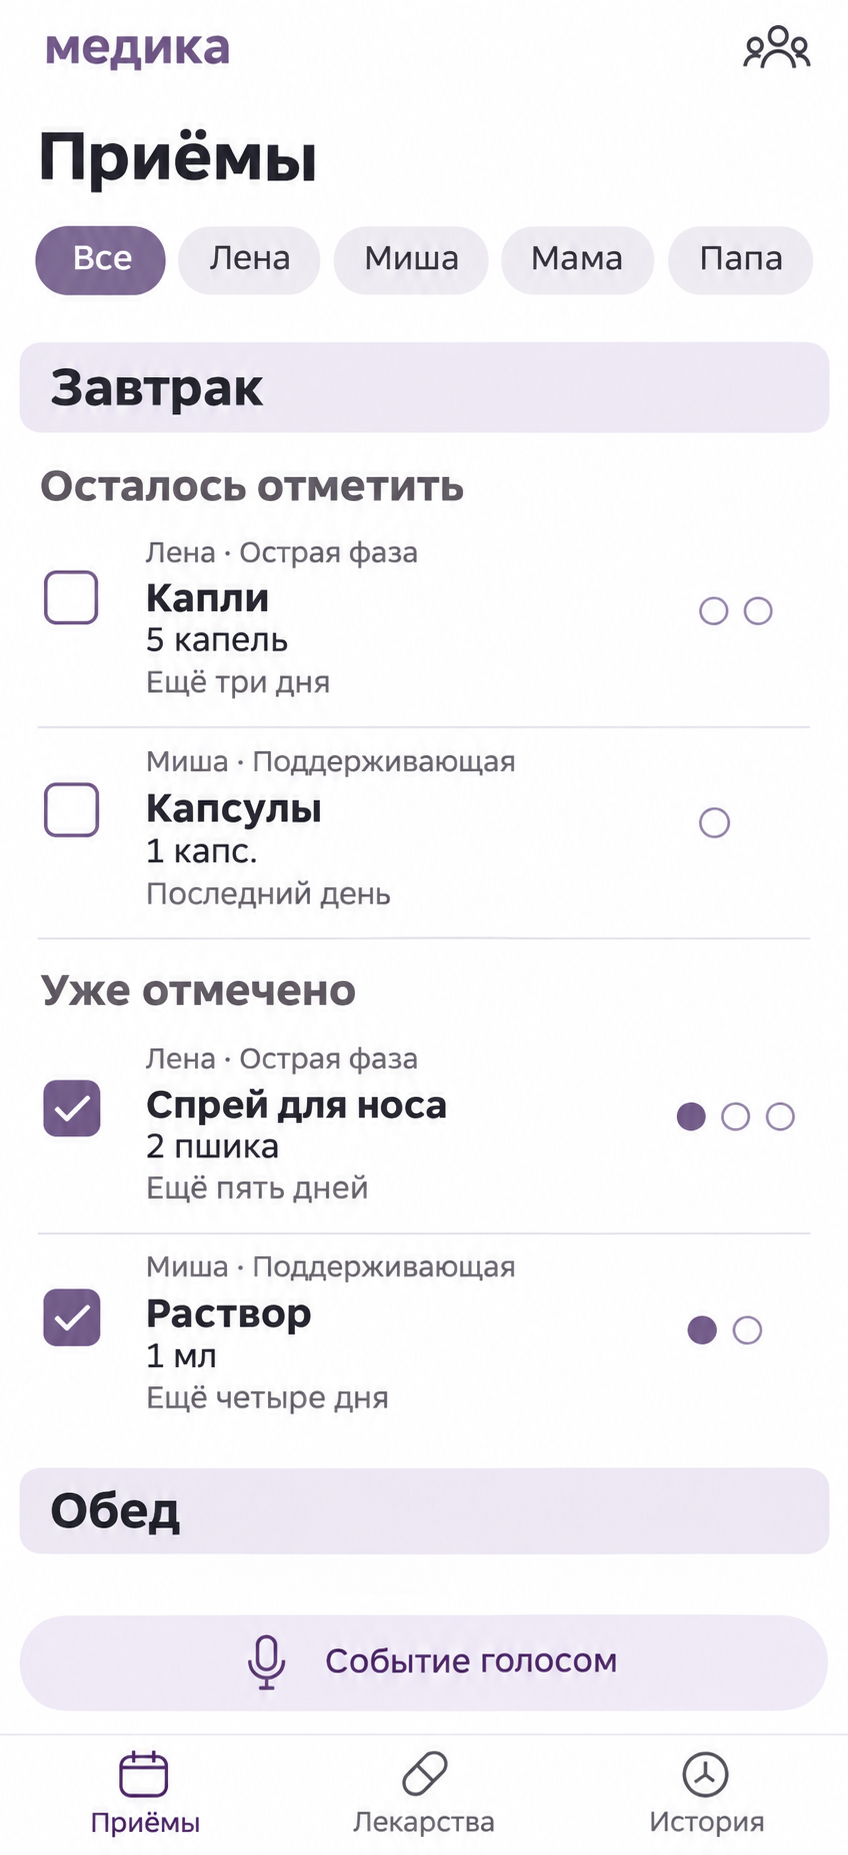 медика
Приёмы
Все Лена Миша Мама Папа
Завтрак
Осталось отметить
Лена · Острая фаза
Капли
5 капель
Ещё три дня
Миша · Поддерживающая
Капсулы
1 капс.
Последний день
Уже отмечено
Лена · Острая фаза
Спрей для носа
2 пшика
Ещё пять дней
Миша · Поддерживающая
Раствор
1 мл
Ещё четыре дня
Обед
Событие голосом
Приёмы Лекарства История